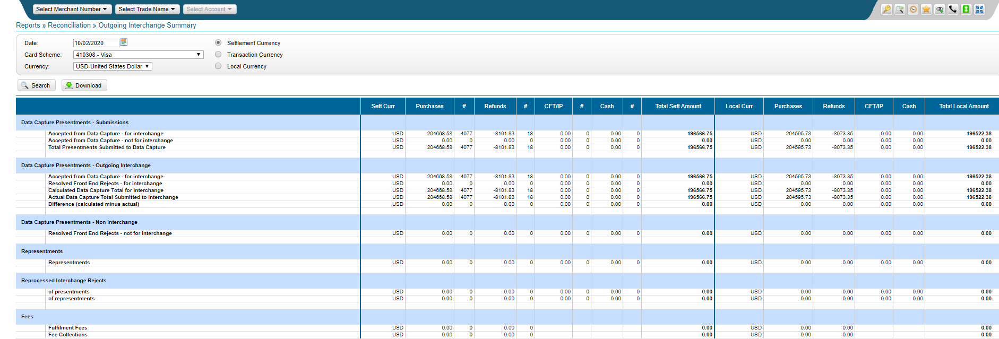 Select Merchant Number Select Trade Name Select Account
Reports » Reconciliation » Outgoing Interchange Summary
Date: 10/02/2020 Settlement Currency
Card Scheme: 410308 - Visa Transaction Currency
Currency: USD-United States Dollar Local Currency
Search Download
Sett Curr Purchases # Refunds # CFT/IP # Cash # Total Sett Amount Local Curr Purchases Refunds CFT/IP Cash Total Local Amount
Data Capture Presentments - Submissions
Accepted from Data Capture - for interchange USD 204668.58 4077 -8101.83 18 0.00 0 0.00 0 196566.75 USD 204595.73 -8073.35 0.00 0.00 196522.38
Accepted from Data Capture - not for interchange USD 0.00 0 0.00 0 0.00 0 0.00 0 0.00 USD 0.00 0.00 0.00 0.00 0.00
Total Presentments Submitted to Data Capture USD 204668.58 4077 -8101.83 18 0.00 0 0.00 0 196566.75 USD 204595.73 -8073.35 0.00 0.00 196522.38
Data Capture Presentments - Outgoing Interchange
Accepted from Data Capture - for interchange USD 204668.58 4077 -8101.83 18 0.00 0 0.00 0 196566.75 USD 204595.73 -8073.35 0.00 0.00 196522.38
Resolved Front End Rejects - for interchange USD 0.00 0 0.00 0 0.00 0 0.00 0 0.00 USD 0.00 0.00 0.00 0.00 0.00
Calculated Data Capture Total for Interchange USD 204668.58 4077 -8101.83 18 0.00 0 0.00 0 196566.75 USD 204595.73 -8073.35 0.00 0.00 196522.38
Actual Data Capture Total Submitted to Interchange USD 204668.58 4077 -8101.83 18 0.00 0 0.00 0 196566.75 USD 204595.73 -8073.35 0.00 0.00 196522.38
Difference (calculated minus actual) USD 0.00 0 0.00 0 0.00 0 0.00 0 0.00 USD 0.00 0.00 0.00 0.00 0.00
Data Capture Presentments - Non Interchange
Resolved Front End Rejects - not for interchange USD 0.00 0 0.00 0 0.00 0 0.00 0 0.00 USD 0.00 0.00 0.00 0.00 0.00
Representments
Representments USD 0.00 0 0.00 0 0.00 0 0.00 0 0.00 USD 0.00 0.00 0.00 0.00 0.00
Reprocessed Interchange Rejects
of presentments USD 0.00 0 0.00 0 0.00 0 0.00 0 0.00 USD 0.00 0.00 0.00 0.00 0.00
of representments USD 0.00 0 0.00 0 0.00 0 0.00 0 0.00 USD 0.00 0.00 0.00 0.00 0.00
Fees
Fulfilment Fees USD 0.00 0 0.00 0 0.00 USD 0.00 0.00 0.00
Fee Collections USD 0.00 0 0.00 0 0.00 USD 0.00 0.00 0.00